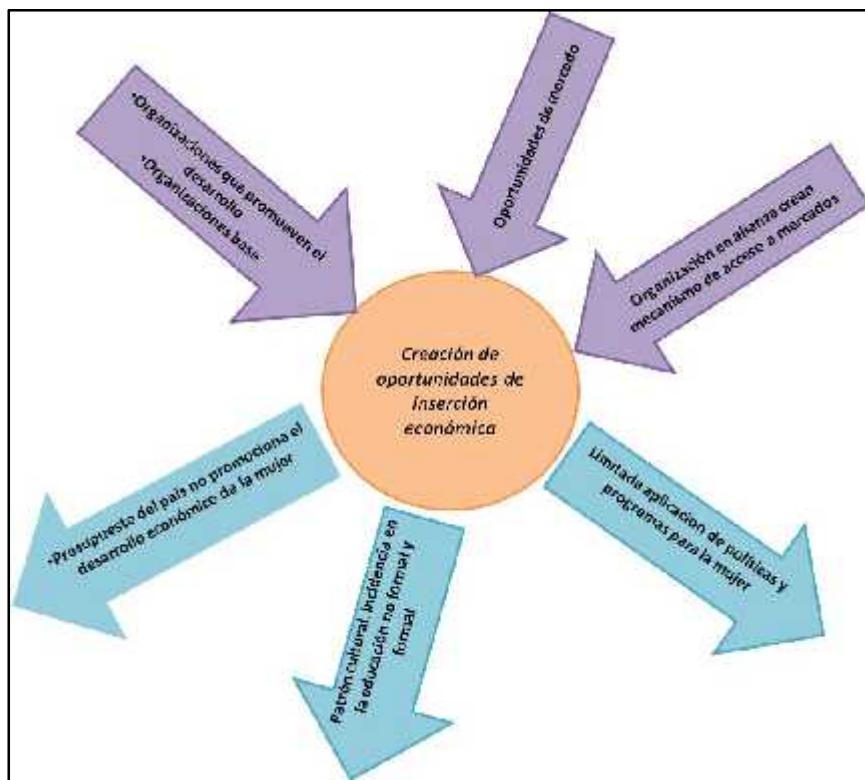 •Organizaciones que promueven el
desarrollo
•Organizaciones base
Oportunidades de mercado
Organización en alianza crean
mecanismo de acceso a mercados
Creación de
oportunidades de
inserción
económica
•Presupuesto del país no promociona el
desarrollo económico de la mujer
Patrón cultural. Incidencia en
la educación no formal y
formal
Limitada aplicacion de políticas y
programas para la mujer